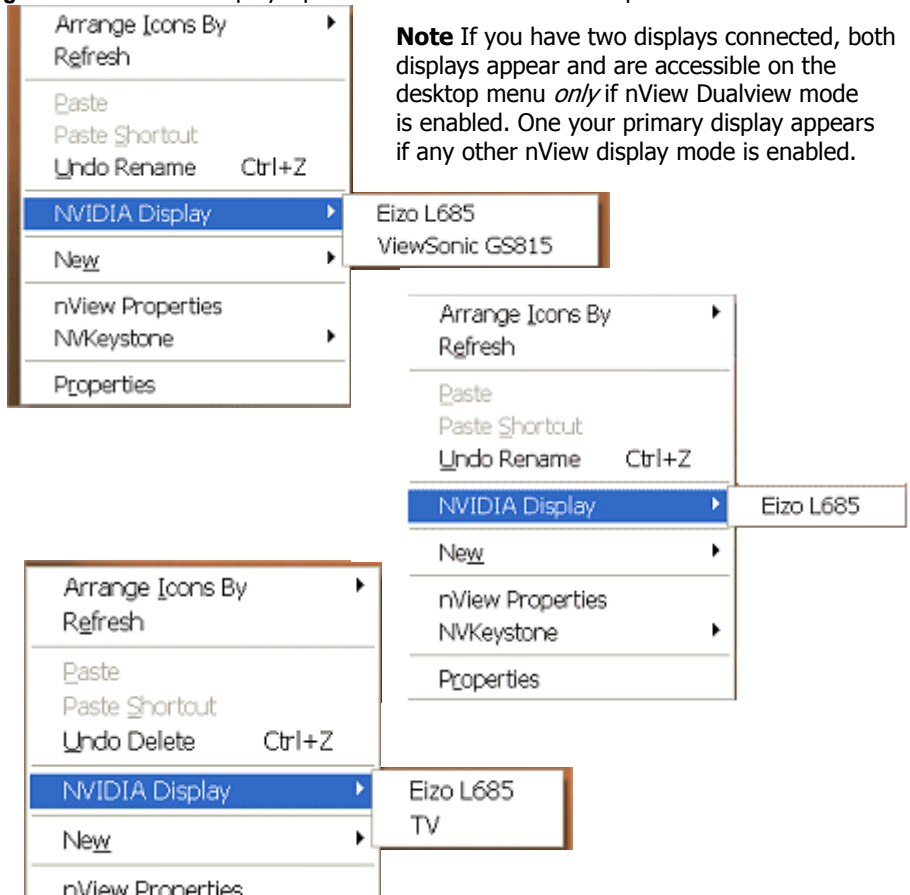 Arrange Icons By
Refresh
Paste
Paste Shortcut
Undo Rename Ctrl+Z
NVIDIA Display
Eizo L685
ViewSonic GS815
New
nView Properties
NVKeystone
Properties
Note If you have two displays connected, both
displays appear and are accessible on the
desktop menu only if nView Dualview mode
is enabled. One your primary display appears
if any other nView display mode is enabled.
Arrange Icons By
Refresh
Paste
Paste Shortcut
Undo Rename Ctrl+Z
NVIDIA Display
Eizo L685
New
nView Properties
NVKeystone
Properties
Arrange Icons By
Refresh
Paste
Paste Shortcut
Undo Delete Ctrl+Z
NVIDIA Display
Eizo L685
TV
New
nView Properties